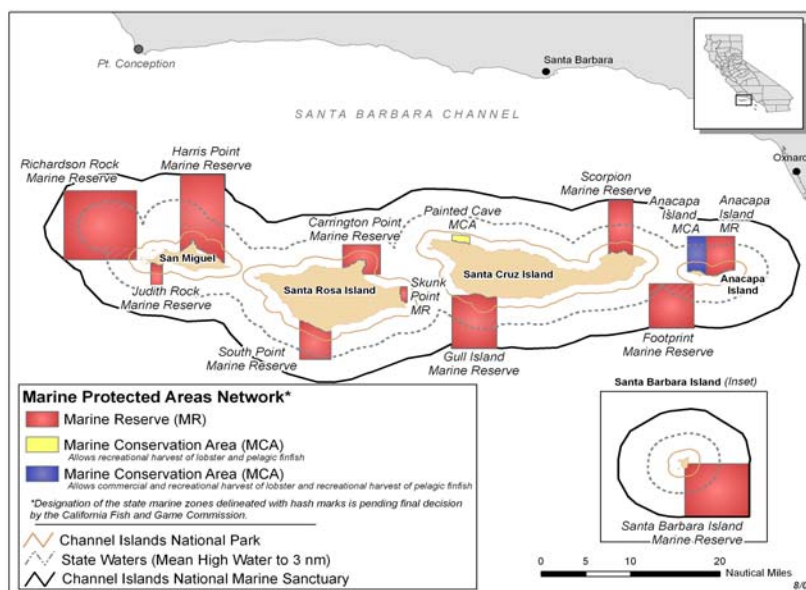 Pt. Conception
Santa Barbara
SANTA BARBARA CHANNEL
Oxnard
Richardson Rock
Marine Reserve
Harris Point
Marine Reserve
Carrington Point
Marine Reserve
Painted Cave
MCA
Scorpion
Marine Reserve
Anacapa
Island
MCA
Anacapa
Island
MR
San Miguel
Judith Rock
Marine Reserve
Santa Rosa Island
Skunk
Point
MR
Santa Cruz Island
Anacapa
Island
South Point
Marine Reserve
Gull Island
Marine Reserve
Footprint
Marine Reserve
Marine Protected Areas Network*
Marine Reserve (MR)
Marine Conservation Area (MCA)
Allows recreational harvest of lobster and pelagic finfish
Marine Conservation Area (MCA)
Allows commercial and recreational harvest of lobster and recreational harvest of pelagic finfish
*Designation of the state marine zones delineated with hash marks is pending final decision
by the California Fish and Game Commission.
Channel Islands National Park
State Waters (Mean High Water to 3 nm)
Channel Islands National Marine Sanctuary
Santa Barbara Island (Inset)
Santa Barbara Island
Marine Reserve
0 5 10 20
Nautical Miles